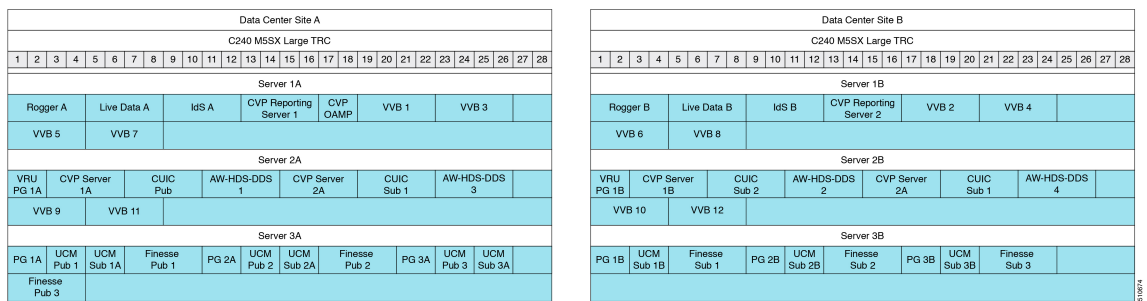 Data Center Site A
C240 M5SX Large TRC
1 2 3 4 5 6 7 8 9 10 11 12 13 14 15 16 17 18 19 20 21 22 23 24 25 26 27 28
Server 1A
Rogger A
Live Data A
IdS A
CVP Reporting
Server 1
CVP
OAMP
VVB 1
VVB 3
VVB 5
VVB 7
Server 2A
VRU
PG 1A
CVP Server
1A
CUIC
Pub
AW-HDS-DDS
1
CVP Server
2A
CUIC
Sub 1
AW-HDS-DDS
3
VVB 9
VVB 11
Server 3A
PG 1A
UCM
Pub 1
UCM
Sub 1A
Finesse
Pub 1
PG 2A
UCM
Pub 2
UCM
Sub 2A
Finesse
Pub 2
PG 3A
UCM
Pub 3
UCM
Sub 3A
Finesse
Pub 3
Data Center Site B
C240 M5SX Large TRC
1 2 3 4 5 6 7 8 9 10 11 12 13 14 15 16 17 18 19 20 21 22 23 24 25 26 27 28
Server 1B
Rogger B
Live Data B
IdS B
CVP Reporting
Server 2
VVB 2
VVB 4
VVB 6
VVB 8
Server 2B
VRU
PG 1B
CVP Server
1B
CUIC
Sub 2
AW-HDS-DDS
2
CVP Server
2A
CUIC
Sub 1
AW-HDS-DDS
4
VVB 10
VVB 12
Server 3B
PG 1B
UCM
Sub 1B
Finesse
Sub 1
PG 2B
UCM
Sub 2B
Finesse
Sub 2
PG 3B
UCM
Sub 3B
Finesse
Sub 3
510674